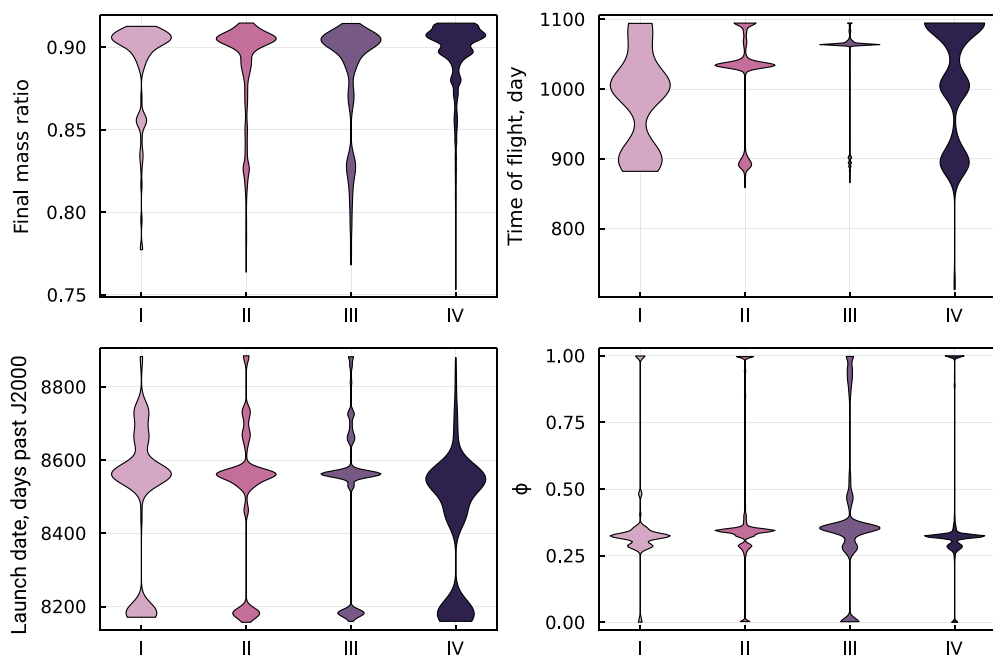 Final mass ratio
0.90
0.85
0.80
0.75
I II III IV
Time of flight, day
1100
1000
900
800
I II III IV
Launch date, days past J2000
8800
8600
8400
8200
I II III IV
ϕ
1.00
0.75
0.50
0.25
0.00
I II III IV